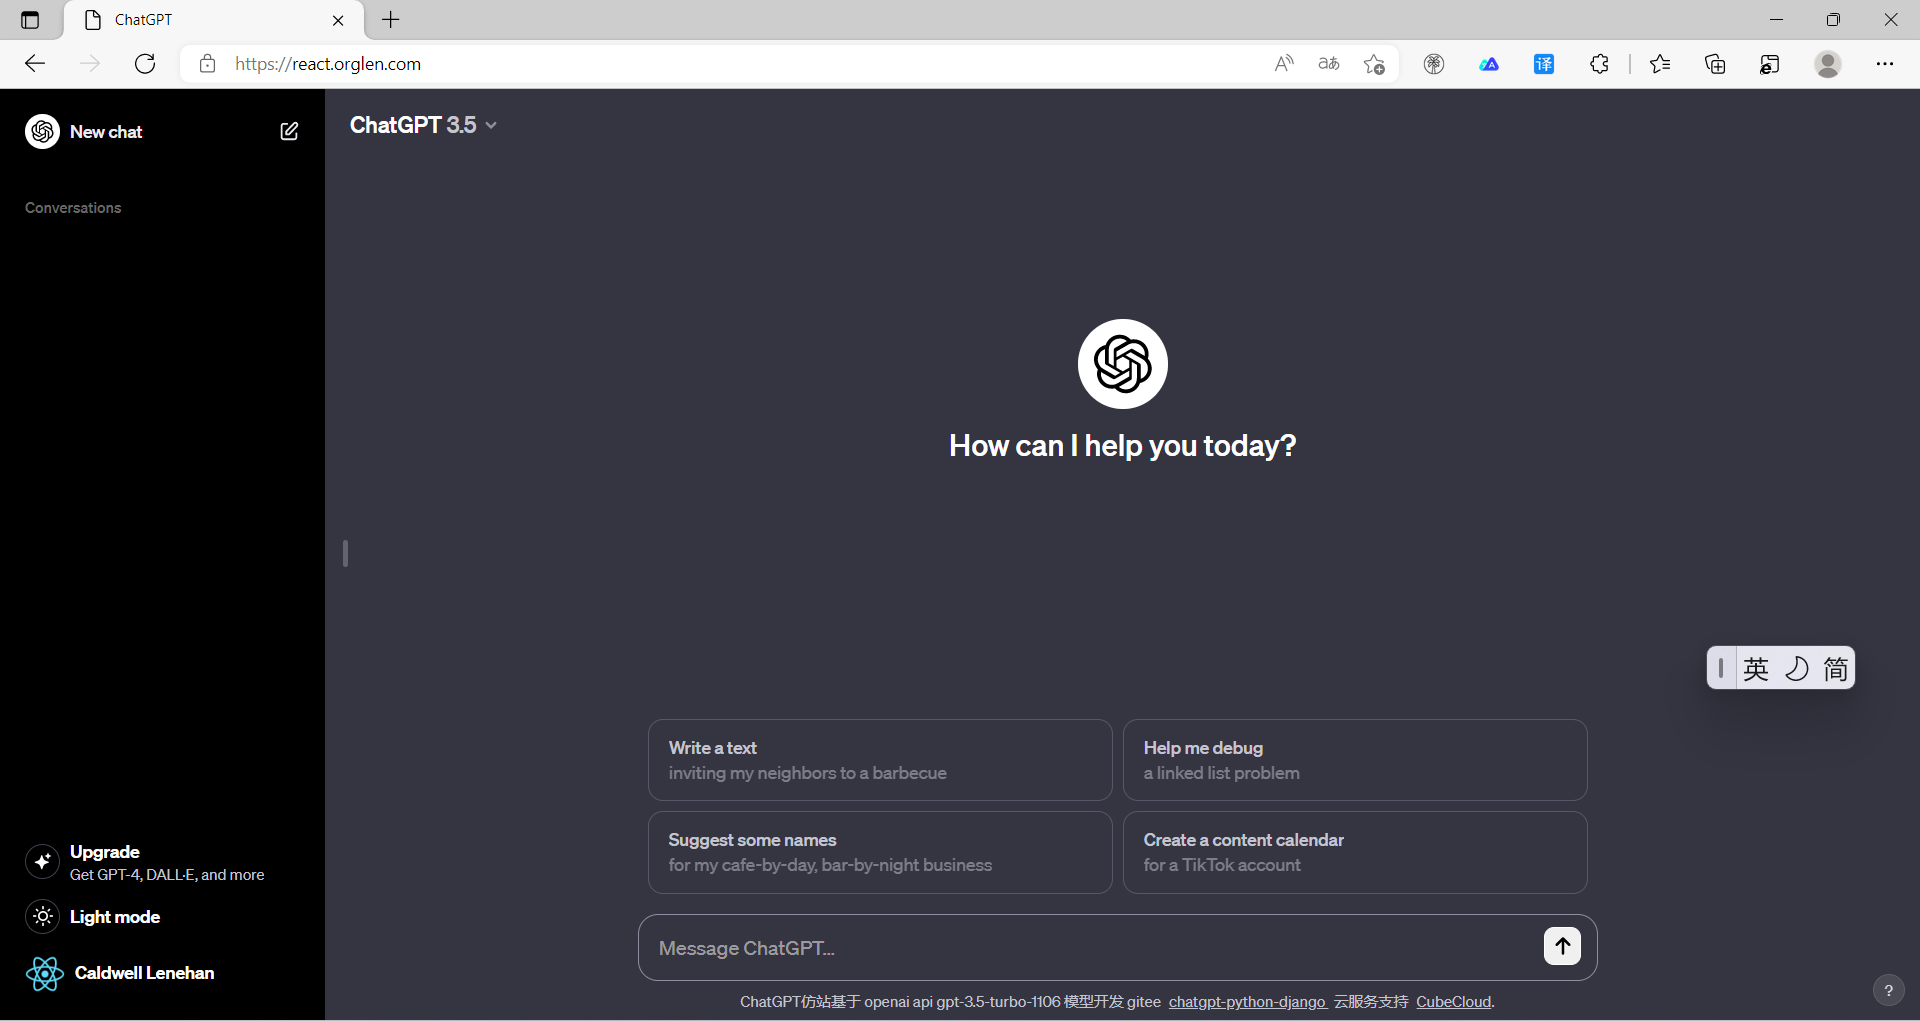 ChatGPT
https://react.orglen.com
译
New chat
Conversations
ChatGPT 3.5
How can I help you today?
英 简
Write a text
inviting my neighbors to a barbecue
Help me debug
a linked list problem
Suggest some names
for my cafe-by-day, bar-by-night business
Create a content calendar
for a TikTok account
Upgrade
Get GPT-4, DALL·E, and more
Light mode
Caldwell Lenehan
Message ChatGPT...
ChatGPT仿站基于 openai api gpt-3.5-turbo-1106 模型开发 gitee chatgpt-python-django 云服务支持 CubeCloud.
?